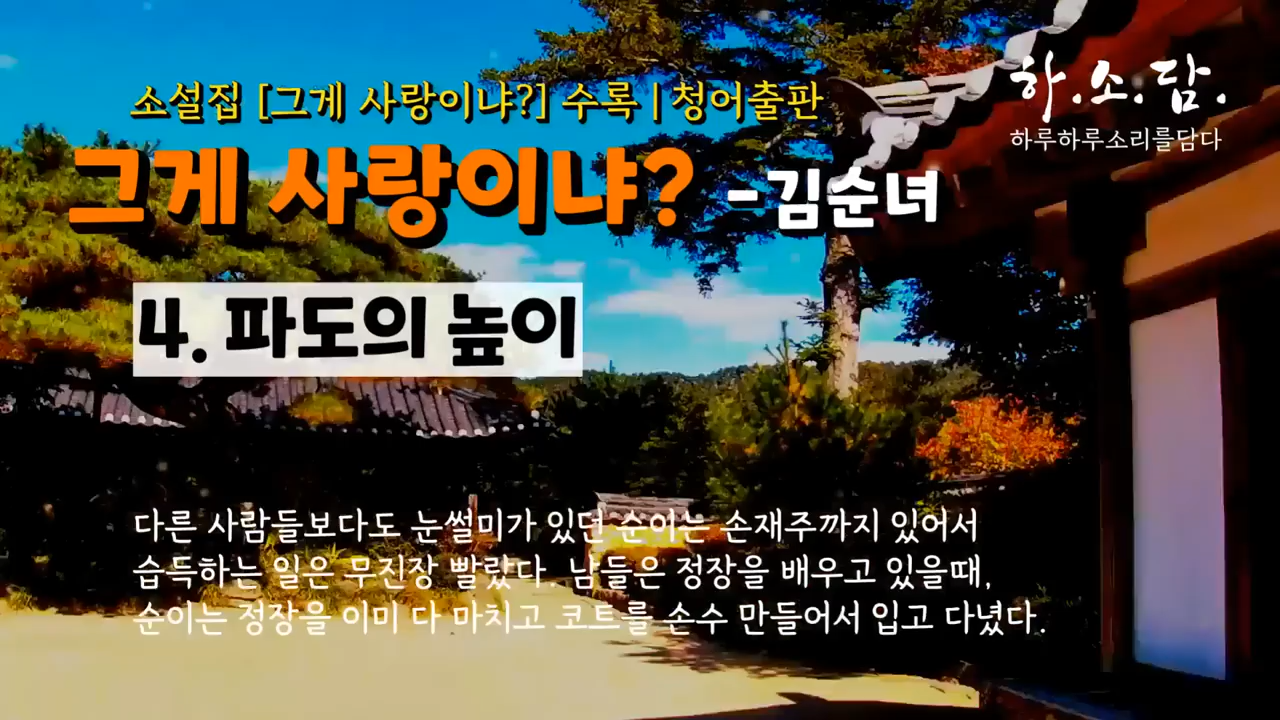 소설집 [그게 사랑이냐?] 수록 | 청어출판
하.소.담.
하루하루소리를담다
그게 사랑이냐? -김순녀
4. 파도의 높이
다른 사람들보다도 눈썰미가 있던 순이는 손재주까지 있어서
습득하는 일은 무진장 빨랐다. 남들은 정장을 배우고 있을때,
순이는 정장을 이미 다 마치고 코트를 손수 만들어서 입고 다녔다.